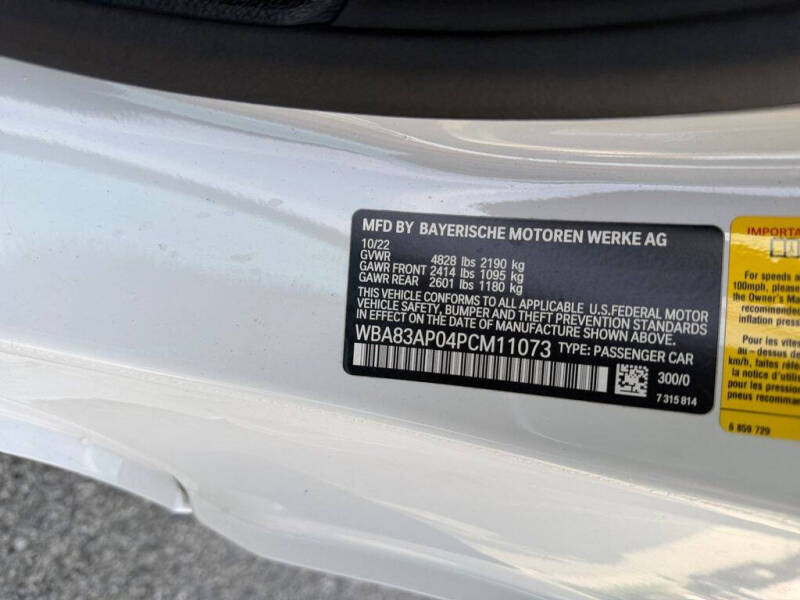 MFD BY BAYERISCHE MOTOREN WERKE AG
10/22
GVWR 4828 lbs 2190 kg
GAWR FRONT 2414 lbs 1095 kg
GAWR REAR 2601 lbs 1180 kg
THIS VEHICLE CONFORMS TO ALL APPLICABLE U.S.FEDERAL MOTOR
VEHICLE SAFETY, BUMPER AND THEFT PREVENTION STANDARDS
IN EFFECT ON THE DATE OF MANUFACTURE SHOWN ABOVE.
WBA83AP04PCM11073 TYPE: PASSENGER CAR
300/0
7 315 814
For speeds a
100mph, please
the Owner's Ma
recommended
inflation press
Pour les vites
au-dessus de
km/h, faites
la notice d'util
pour les pression
pneus recomman
6 859 729